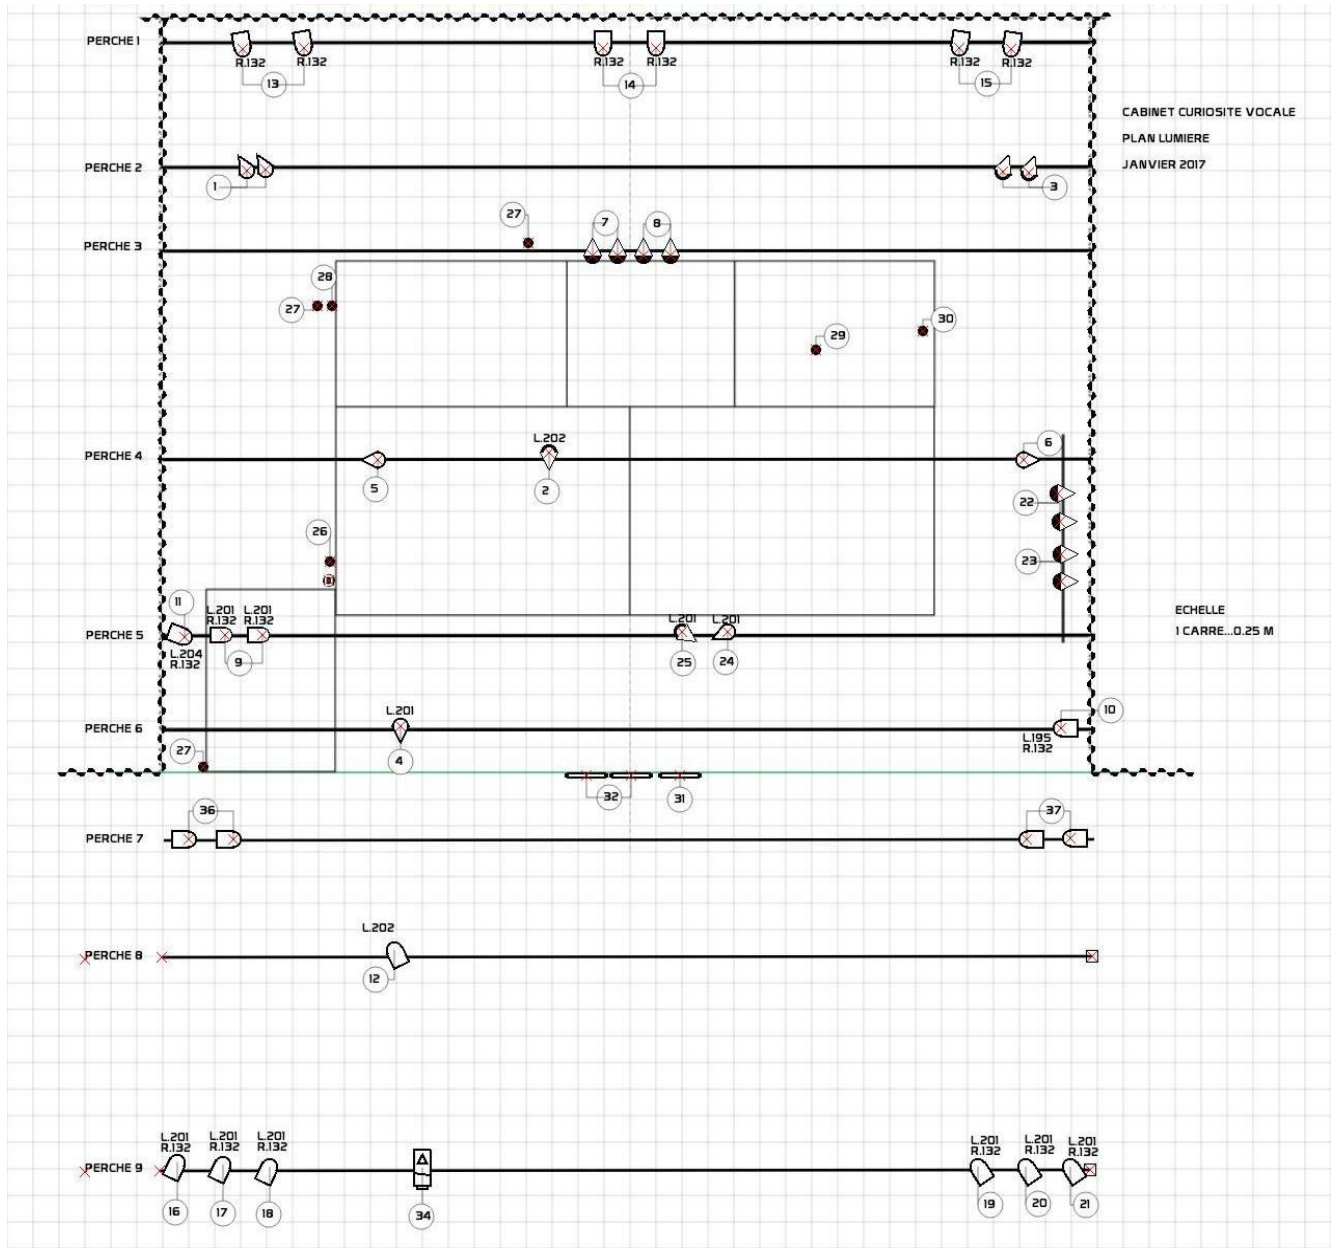 PERCHE 1
R.132
R.132
R.132
R.132
R.132
R.132
13
14
15
CABINET CURIOSITE VOCALE
PLAN LUMIERE
JANVIER 2017
PERCHE 2
1
3
27
7
8
PERCHE 3
28
27
30
29
L.202
6
PERCHE 4
5
2
22
26
23
11
L.201
R.132
L.201
R.132
L.201
L.201
ECHELLE
1 CARRE...0.25 M
PERCHE 5
L.204
R.132
9
25
24
L.201
10
PERCHE 6
L.195
R.132
27
4
32
31
36
37
PERCHE 7
L.202
PERCHE 8
12
L.201
R.132
L.201
R.132
L.201
R.132
L.201
R.132
L.201
R.132
L.201
R.132
PERCHE 9
16
17
18
34
19
20
21